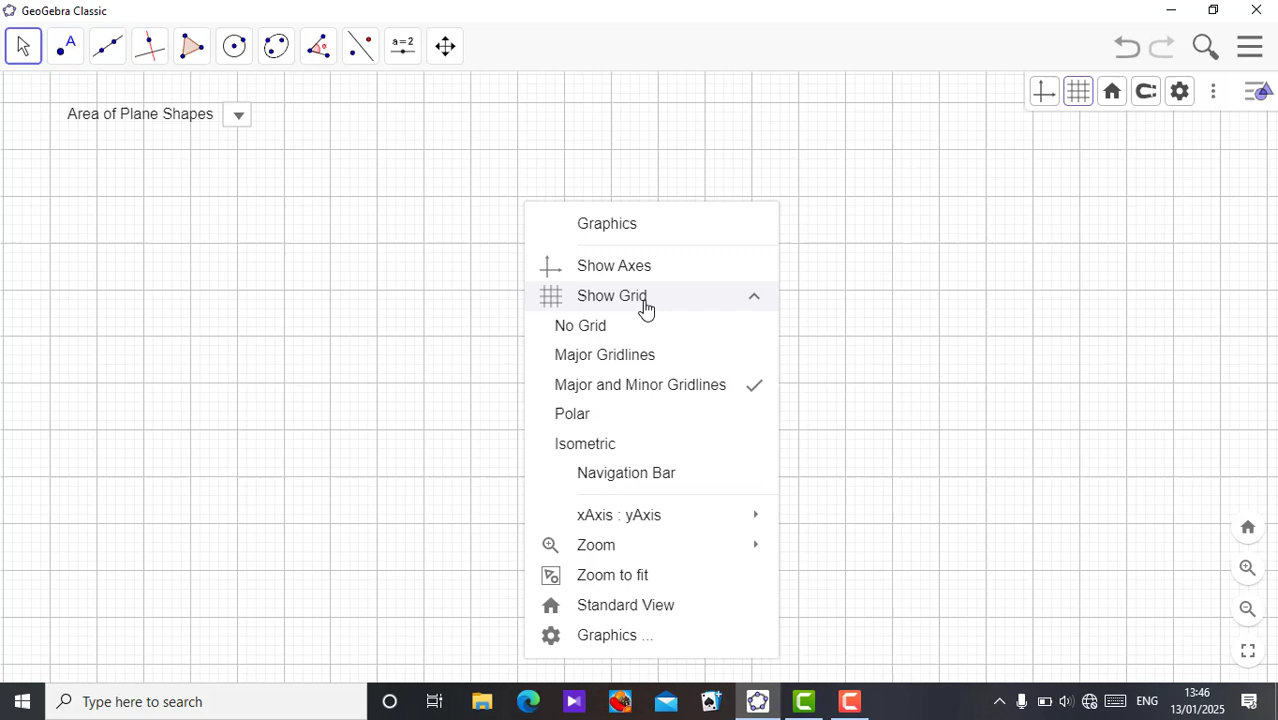 GeoGebra Classic
A
a=2
Area of Plane Shapes
Graphics
Show Axes
Show Grid
No Grid
Major Gridlines
Major and Minor Gridlines
Polar
Isometric
Navigation Bar
xAxis : yAxis
Zoom
Zoom to fit
Standard View
Graphics ...
Type here to search
ENG
13:46
13/01/2025